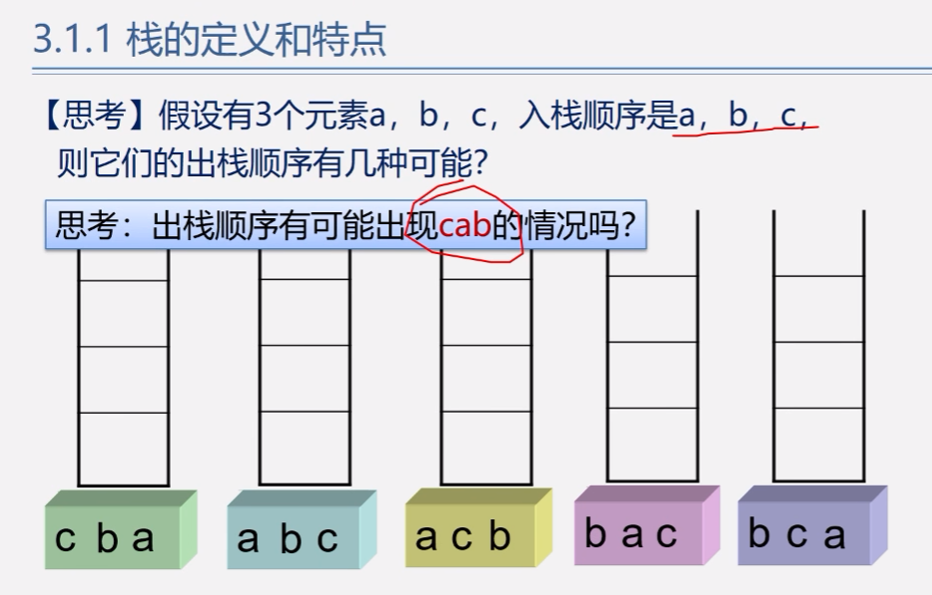 3.1.1 栈的定义和特点
【思考】假设有3个元素a，b，c，入栈顺序是a，b，c，
则它们的出栈顺序有几种可能？
思考：出栈顺序有可能出现cab的情况吗？
c b a
a b c
a c b
b a c
b c a